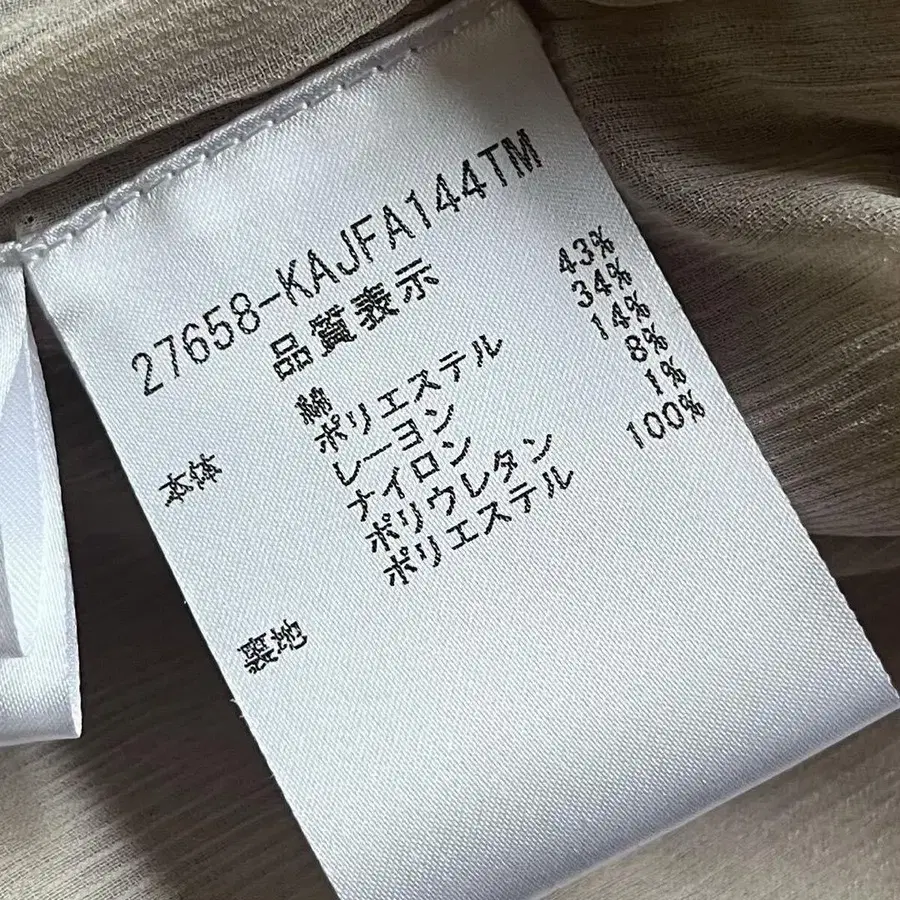 27658-KAJFA144TM
品質表示
本体 綿 43%
ポリエステル 34%
レーヨン 14%
ナイロン 8%
ポリウレタン 1%
裏地 ポリエステル 100%